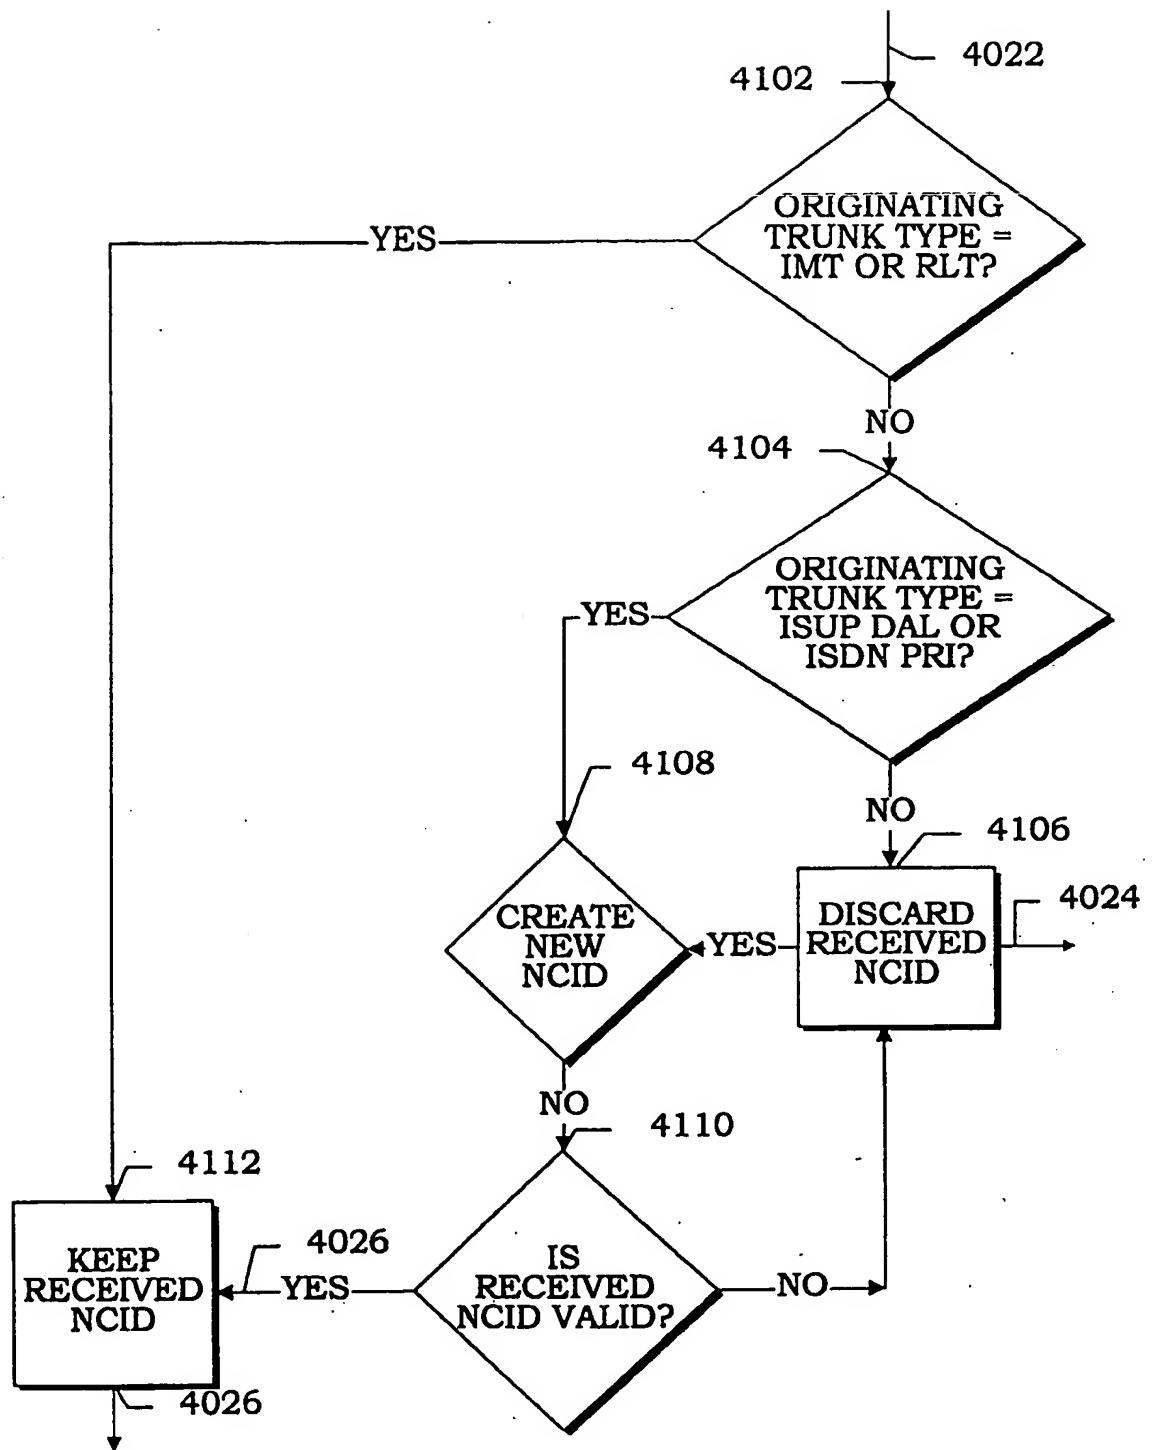 4022
4102
ORIGINATING
TRUNK TYPE =
IMT OR RLT?
YES
NO
4104
ORIGINATING
TRUNK TYPE =
ISUP DAL OR
ISDN PRI?
YES
NO
4108
4106
CREATE
NEW
NCID
YES
DISCARD
RECEIVED
NCID
4024
NO
4110
4112
KEEP
RECEIVED
NCID
4026
YES
IS
RECEIVED
NCID VALID?
NO
4026